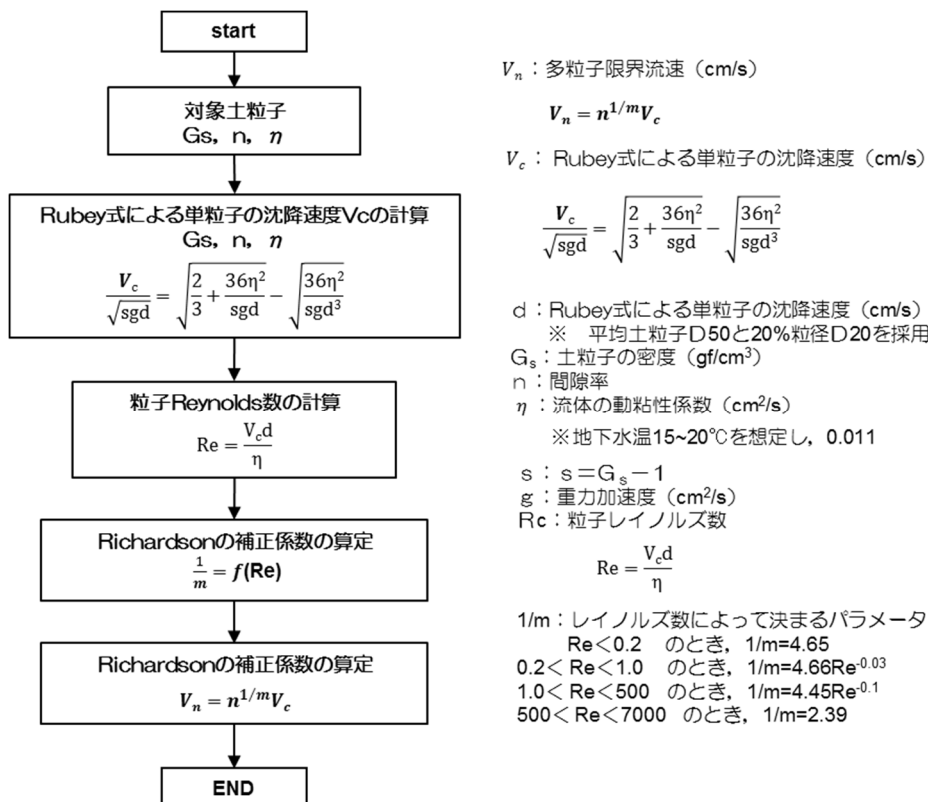 start
対象土粒子
Gs, n, η
Rubey式による単粒子の沈降速度Vcの計算
Gs, n, η
V_c/√sgd = √(2/3 + 36η²/sgd) − √(36η²/sgd³)
粒子Reynolds数の計算
Re = V_c d/η
Richardsonの補正係数の算定
1/m = f(Re)
Richardsonの補正係数の算定
V_n = n^{1/m}V_c
END
V_n：多粒子限界流速（cm/s）
V_n = n^{1/m}V_c
V_c： Rubey式による単粒子の沈降速度（cm/s）
V_c/√sgd = √(2/3 + 36η²/sgd) − √(36η²/sgd³)
d：Rubey式による単粒子の沈降速度（cm/s）
※ 平均土粒子D50と20%粒径D20を採用
G_s：土粒子の密度（gf/cm³）
n：間隙率
η：流体の動粘性係数（cm²/s）
※地下水温15~20℃を想定し，0.011
s：s＝G_s－1
g：重力加速度（cm²/s）
Rc：粒子レイノルズ数
Re = V_c d/η
1/m：レイノルズ数によって決まるパラメータ
Re＜0.2 のとき，1/m=4.65
0.2＜Re＜1.0 のとき，1/m=4.66Re^{-0.03}
1.0＜Re＜500 のとき，1/m=4.45Re^{-0.1}
500＜Re＜7000 のとき，1/m=2.39